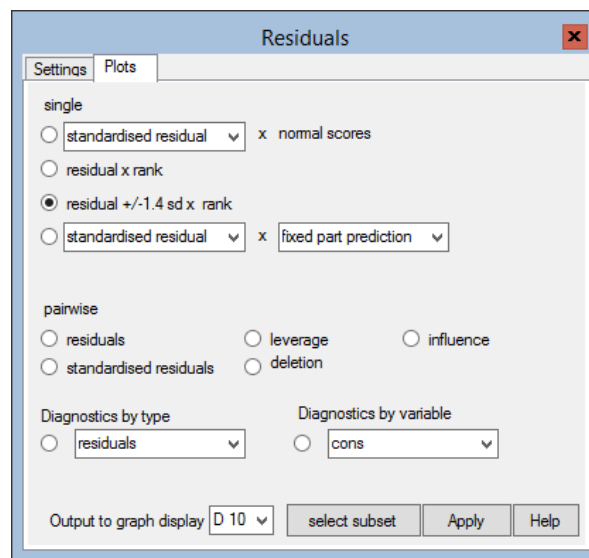 Residuals
Settings Plots
single
standardised residual x normal scores
residual x rank
residual +/-1.4 sd x rank
standardised residual x fixed part prediction
pairwise
residuals leverage influence
standardised residuals deletion
Diagnostics by type Diagnostics by variable
residuals cons
Output to graph display D 10 select subset Apply Help